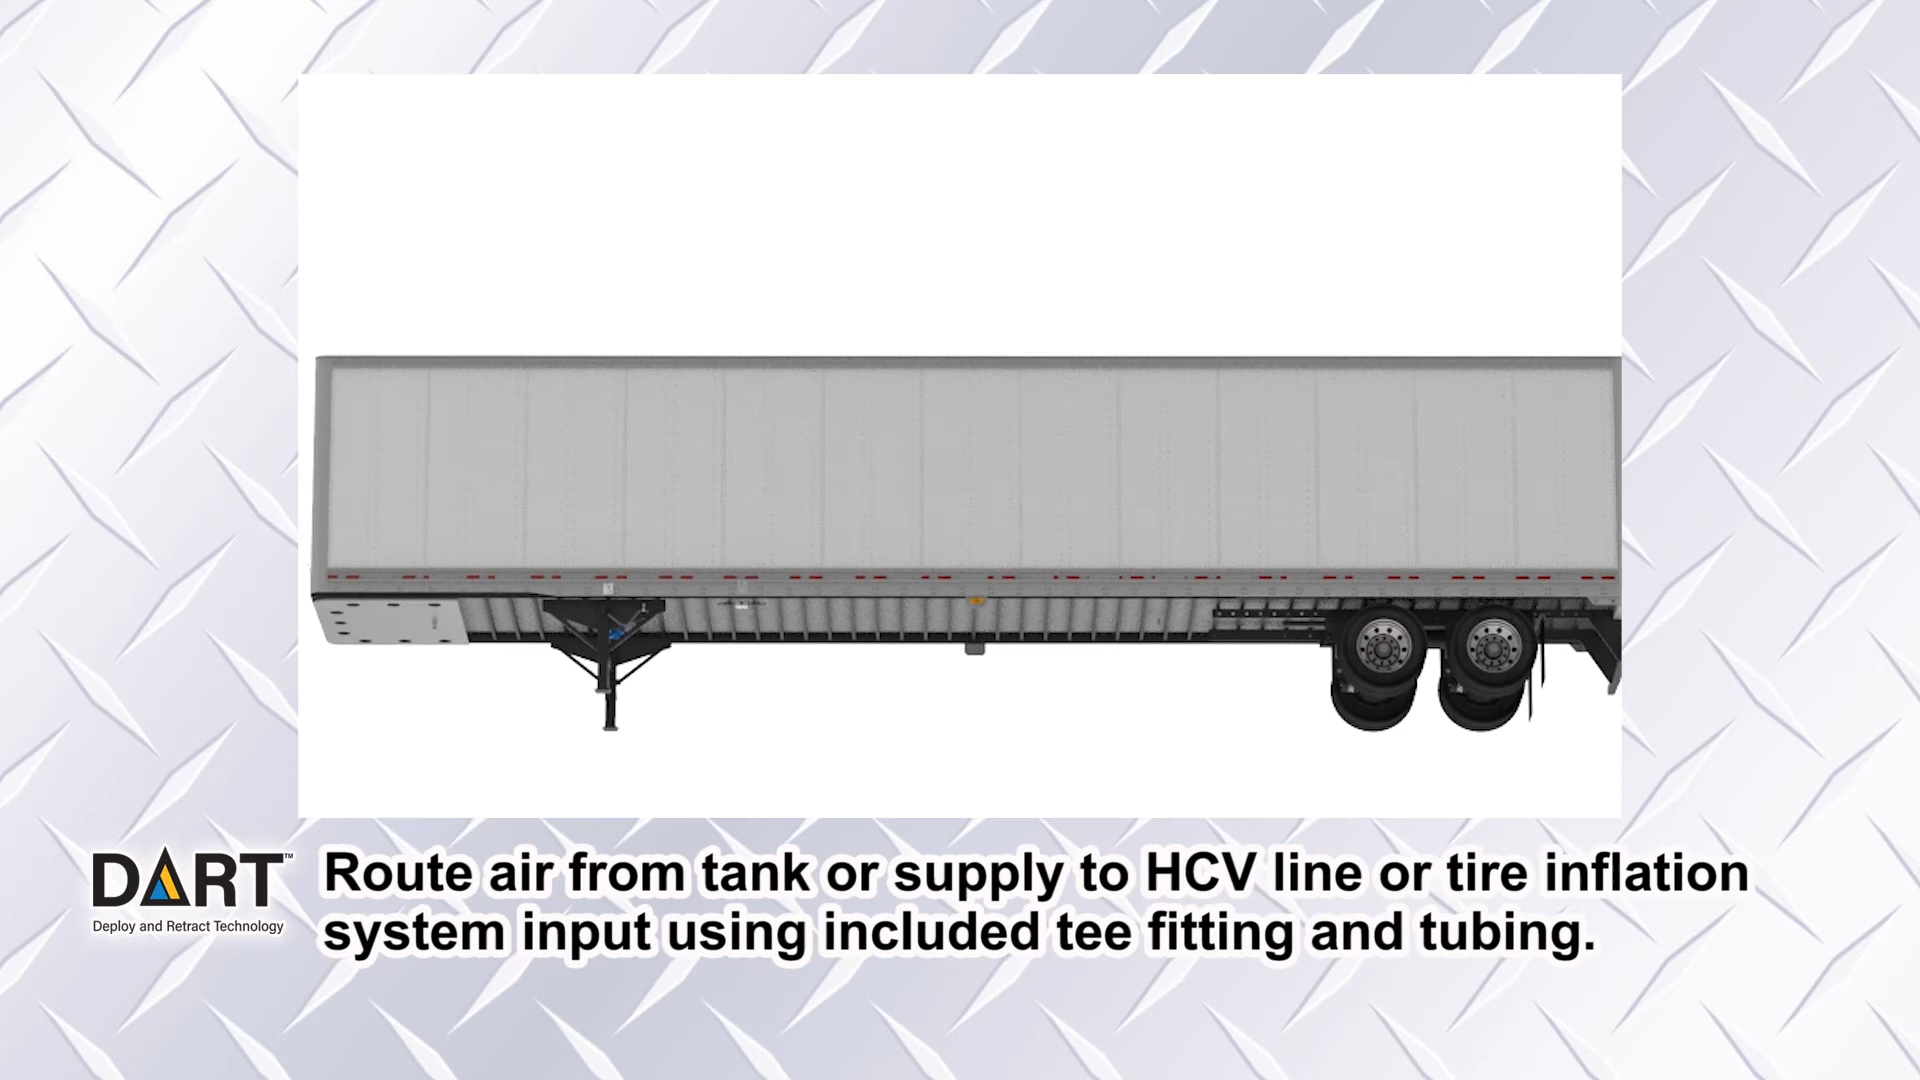 DART™
Deploy and Retract Technology
Route air from tank or supply to HCV line or tire inflation
system input using included tee fitting and tubing.